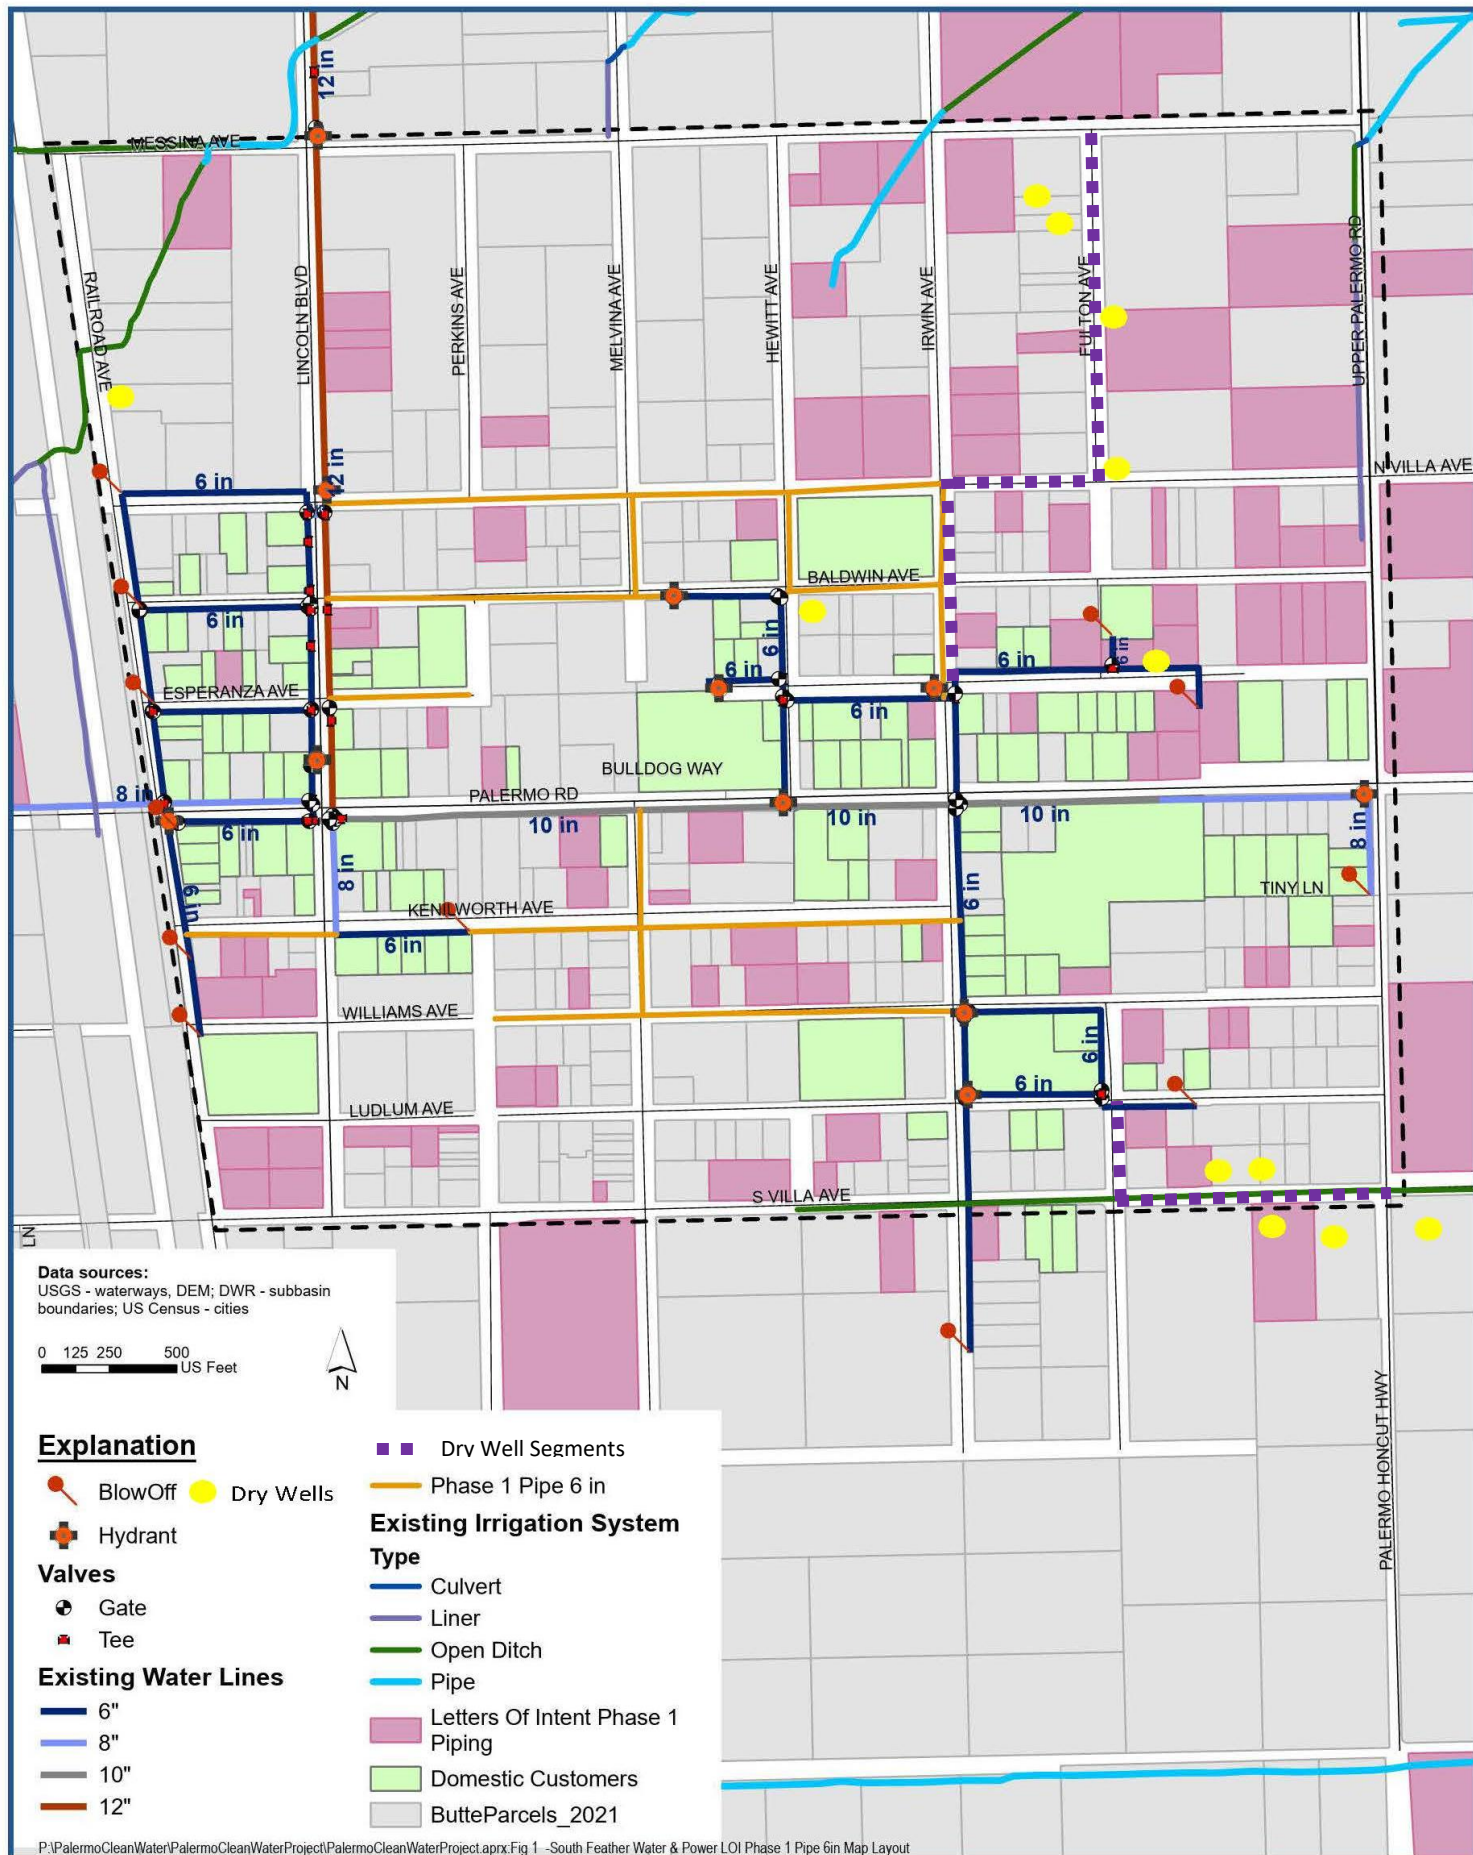 12 in
MESSINA AVE
RAILROAD AVE
LINCOLN BLVD
PERKINS AVE
MELVINA AVE
HEWITT AVE
IRWIN AVE
FULTON AVE
UPPER PALERMO RD
N VILLA AVE
12 in
6 in
BALDWIN AVE
6 in
6 in
6 in
6 in
6 in
ESPERANZA AVE
6 in
BULLDOG WAY
8 in
PALERMO RD
6 in
10 in
10 in
10 in
8 in
8 in
6 in
6 in
TINY LN
KENILWORTH AVE
6 in
WILLIAMS AVE
6 in
6 in
LUDLUM AVE
S VILLA AVE
LN
PALERMO HONCUT HWY
Data sources:
USGS - waterways, DEM; DWR - subbasin
boundaries; US Census - cities
0 125 250 500
US Feet
N
Explanation
BlowOff
Dry Wells
Hydrant
Valves
Gate
Tee
Existing Water Lines
6"
8"
10"
12"
Dry Well Segments
Phase 1 Pipe 6 in
Existing Irrigation System
Type
Culvert
Liner
Open Ditch
Pipe
Letters Of Intent Phase 1
Piping
Domestic Customers
ButteParcels_2021
P:\PalermoCleanWater\PalermoCleanWaterProject\PalermoCleanWaterProject.aprx:Fig 1 -South Feather Water & Power LOI Phase 1 Pipe 6in Map Layout